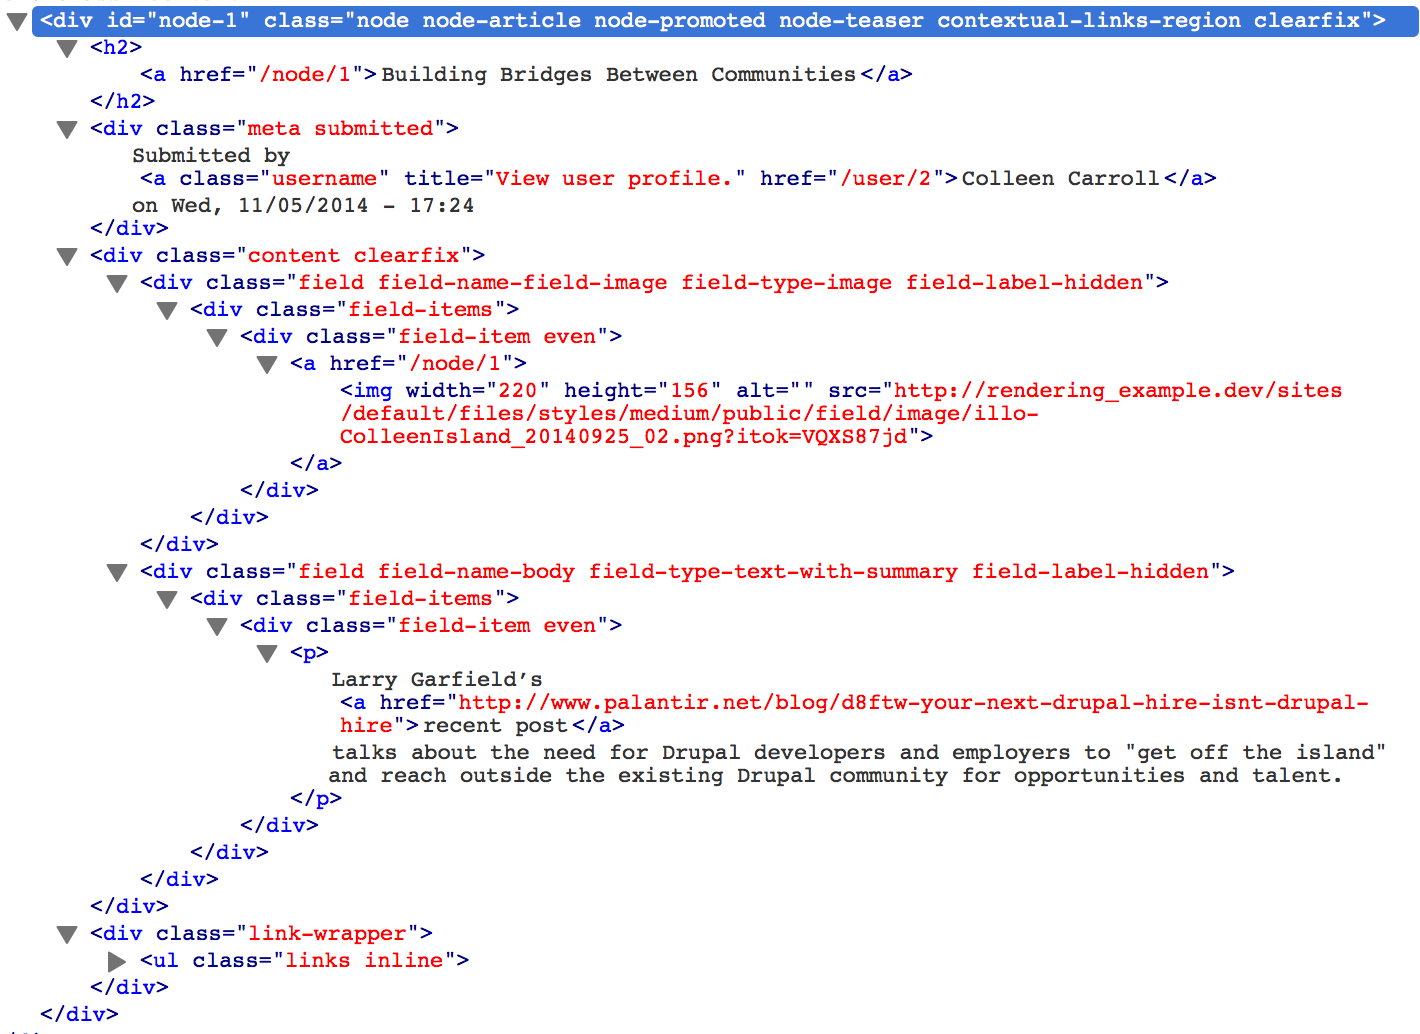 <div id="node-1" class="node node-article node-promoted node-teaser contextual-links-region clearfix">
<h2>
<a href="/node/1">Building Bridges Between Communities</a>
</h2>
<div class="meta submitted">
Submitted by
<a class="username" title="View user profile." href="/user/2">Colleen Carroll</a>
on Wed, 11/05/2014 - 17:24
</div>
<div class="content clearfix">
<div class="field field-name-field-image field-type-image field-label-hidden">
<div class="field-items">
<div class="field-item even">
<a href="/node/1">
<img width="220" height="156" alt="" src="http://rendering_example.dev/sites
/default/files/styles/medium/public/field/image/illo-
ColleenIsland_20140925_02.png?itok=VQXS87jd">
</a>
</div>
</div>
</div>
<div class="field field-name-body field-type-text-with-summary field-label-hidden">
<div class="field-items">
<div class="field-item even">
<p>
Larry Garfield’s
<a href="http://www.palantir.net/blog/d8ftw-your-next-drupal-hire-isnt-drupal-
hire">recent post</a>
talks about the need for Drupal developers and employers to "get off the island"
and reach outside the existing Drupal community for opportunities and talent.
</p>
</div>
</div>
</div>
</div>
<div class="link-wrapper">
<ul class="links inline">
</div>
</div>